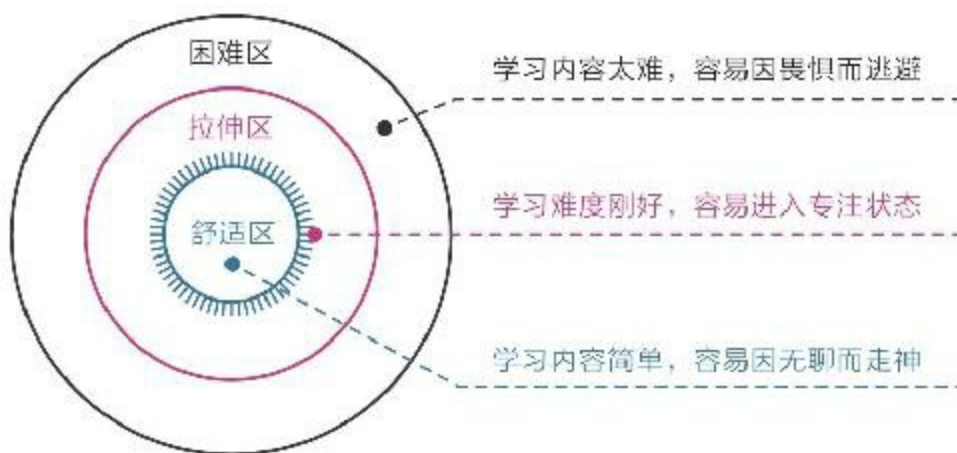 困难区
学习内容太难，容易因畏惧而逃避
拉伸区
学习难度刚好，容易进入专注状态
舒适区
学习内容简单，容易因无聊而走神